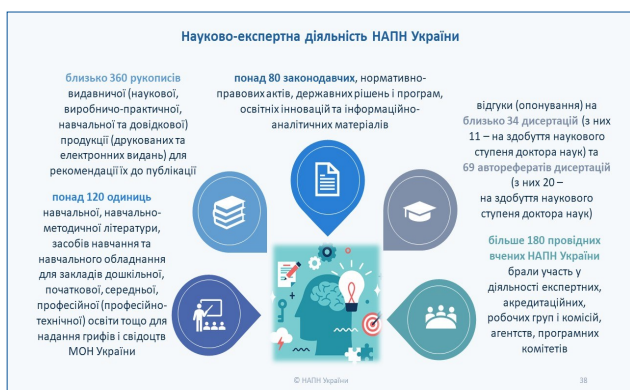 Науково-експертна діяльність НАПН України
близько 360 рукописів
видавничої (наукової,
виробничо-практичної,
навчальної та довідкової)
продукції (друкованих та
електронних видань) для
рекомендації їх до публікації
понад 120 одиниць
навчальної, навчально-
методичної літератури,
засобів навчання та
навчального обладнання
для закладів дошкільної,
початкової, середньої,
професійної (професійно-
технічної) освіти тощо для
надання грифів і свідоцтв
МОН України
понад 80 законодавчих, нормативно-
правових актів, державних рішень і програм,
освітніх інновацій та інформаційно-
аналітичних матеріалів
відгуки (опонування) на
близько 34 дисертації (з них
11 – на здобуття наукового
ступеня доктора наук) та
69 авторефератів дисертацій
(з них 20 –
на здобуття наукового
ступеня доктора наук)
більше 180 провідних
вчених НАПН України
брали участь у
діяльності експертних,
акредитаційних,
робочих груп і комісій,
агентств, програмних
комітетів
© НАПН України
38